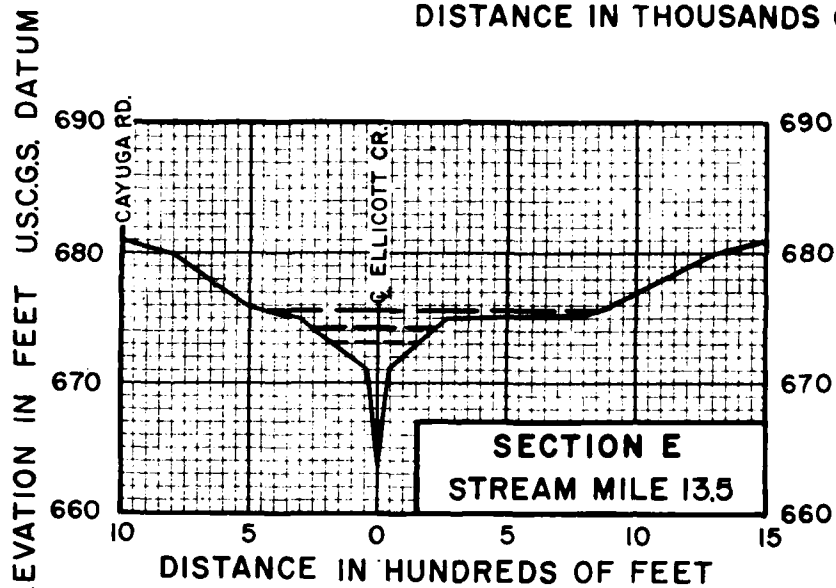 DISTANCE IN THOUSANDS
EVATION IN FEET U.S.C.G.S. DATUM
690
690
CAYUGA RD.
℄ ELLICOTT CR.
680
680
670
670
SECTION E
STREAM MILE 13.5
660
660
10 5 0 5 10 15
DISTANCE IN HUNDREDS OF FEET